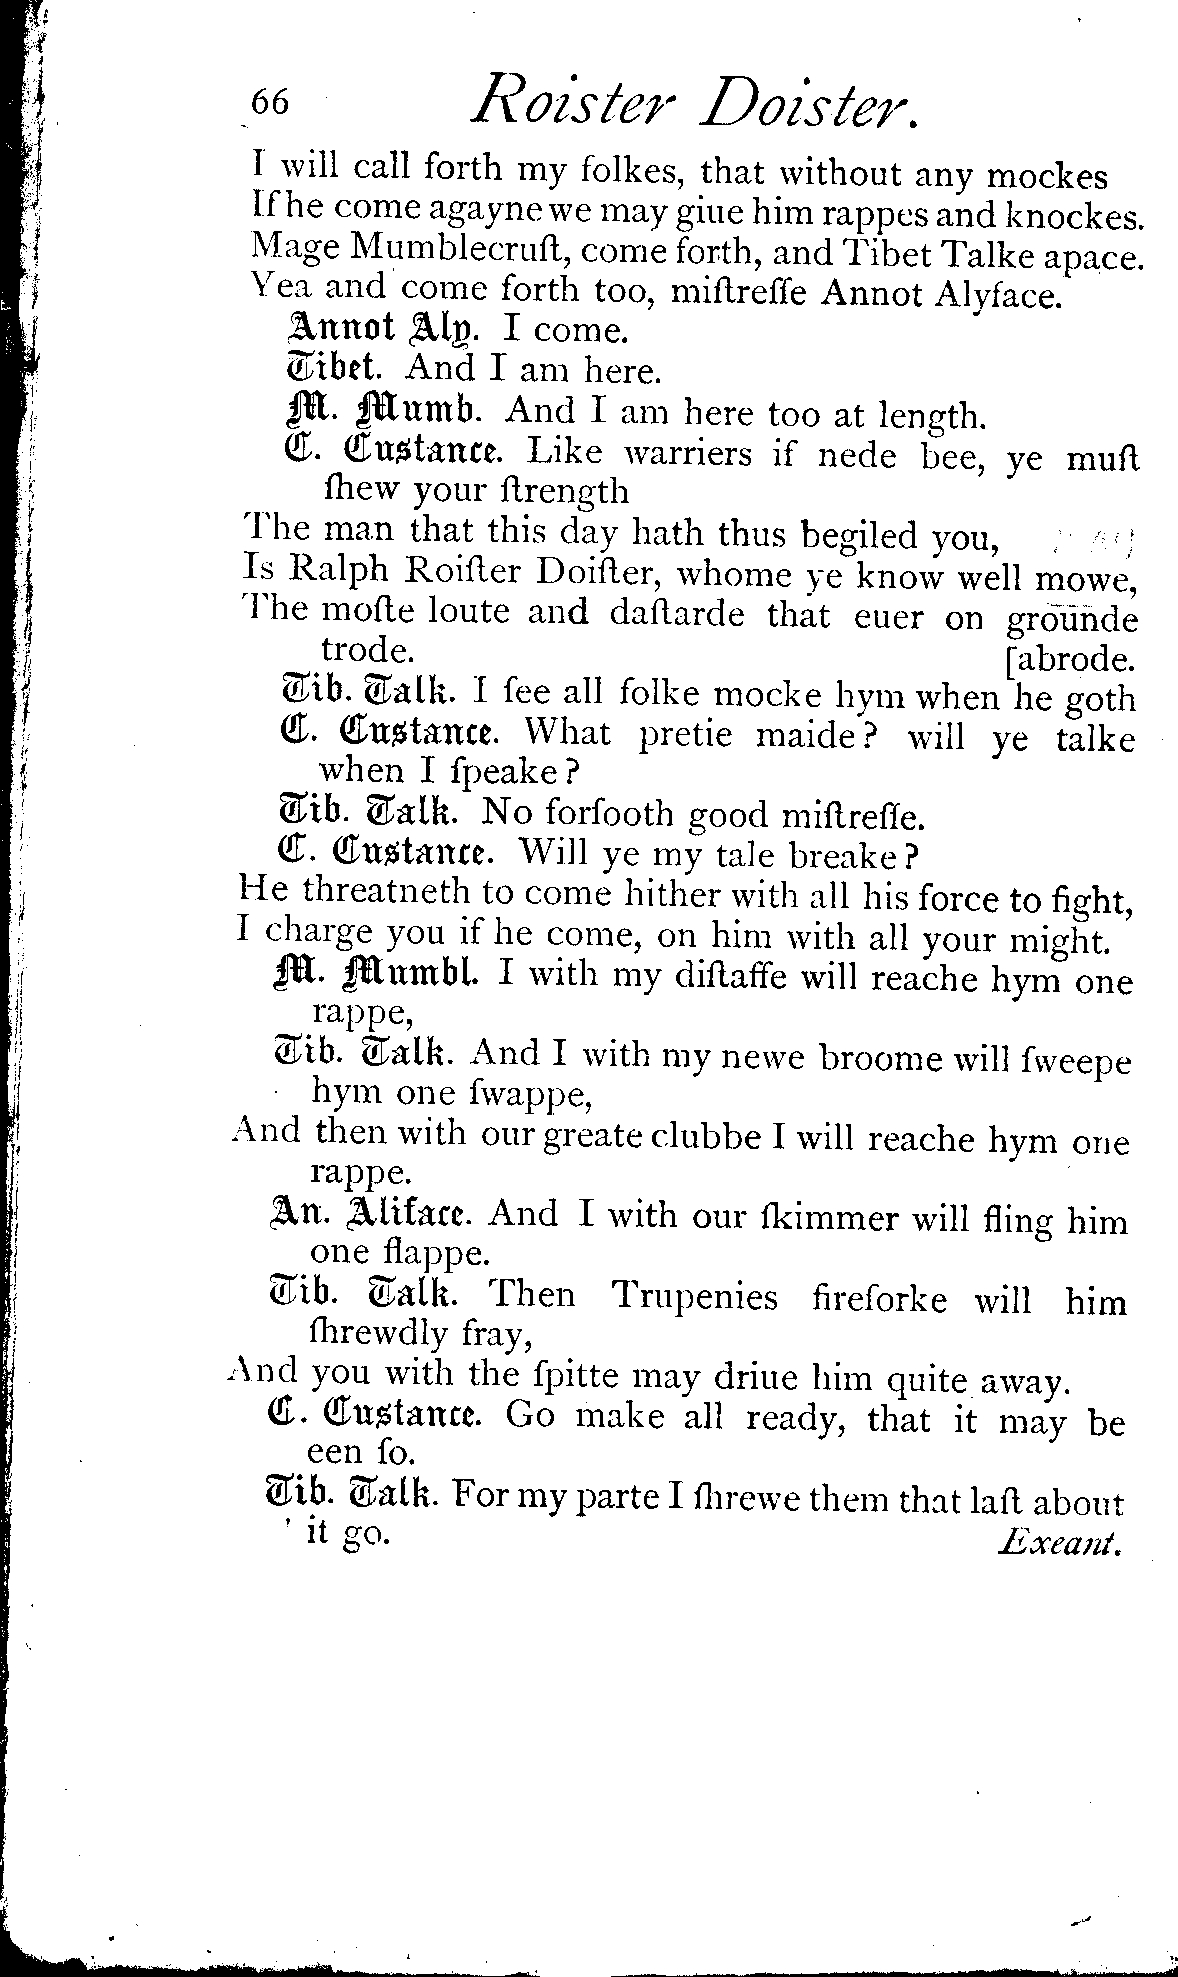 66 Roister Doister.
I will call forth my folkes, that without any mockes
If he come agayne we may giue him rappes and knockes.
Mage Mumblecruſt, come forth, and Tibet Talke apace.
Yea and come forth too, miſtreſſe Annot Alyface.
Annot Aly. I come.
Tibet. And I am here.
M. Mumb. And I am here too at length.
C. Custance. Like warriers if nede bee, ye muſt
ſhew your ſtrength
The man that this day hath thus begiled you,
Is Ralph Roiſter Doiſter, whome ye know well mowe,
The moſte loute and daſtarde that euer on grounde
trode. [abrode.
Tib. Talk. I ſee all folke mocke hym when he goth
C. Custance. What pretie maide? will ye talke
when I ſpeake?
Tib. Talk. No forſooth good miſtreſſe.
C. Custance. Will ye my tale breake?
He threatneth to come hither with all his force to fight,
I charge you if he come, on him with all your might.
M. Mumbl. I with my diſtaffe will reache hym one
rappe,
Tib. Talk. And I with my newe broome will ſweepe
hym one ſwappe,
And then with our greate clubbe I will reache hym one
rappe.
An. Aliface. And I with our ſkimmer will fling him
one flappe.
Tib. Talk. Then Trupenies fireforke will him
ſhrewdly fray,
And you with the ſpitte may driue him quite away.
C. Custance. Go make all ready, that it may be
een ſo.
Tib. Talk. For my parte I ſhrewe them that laſt about
it go. Exeant.